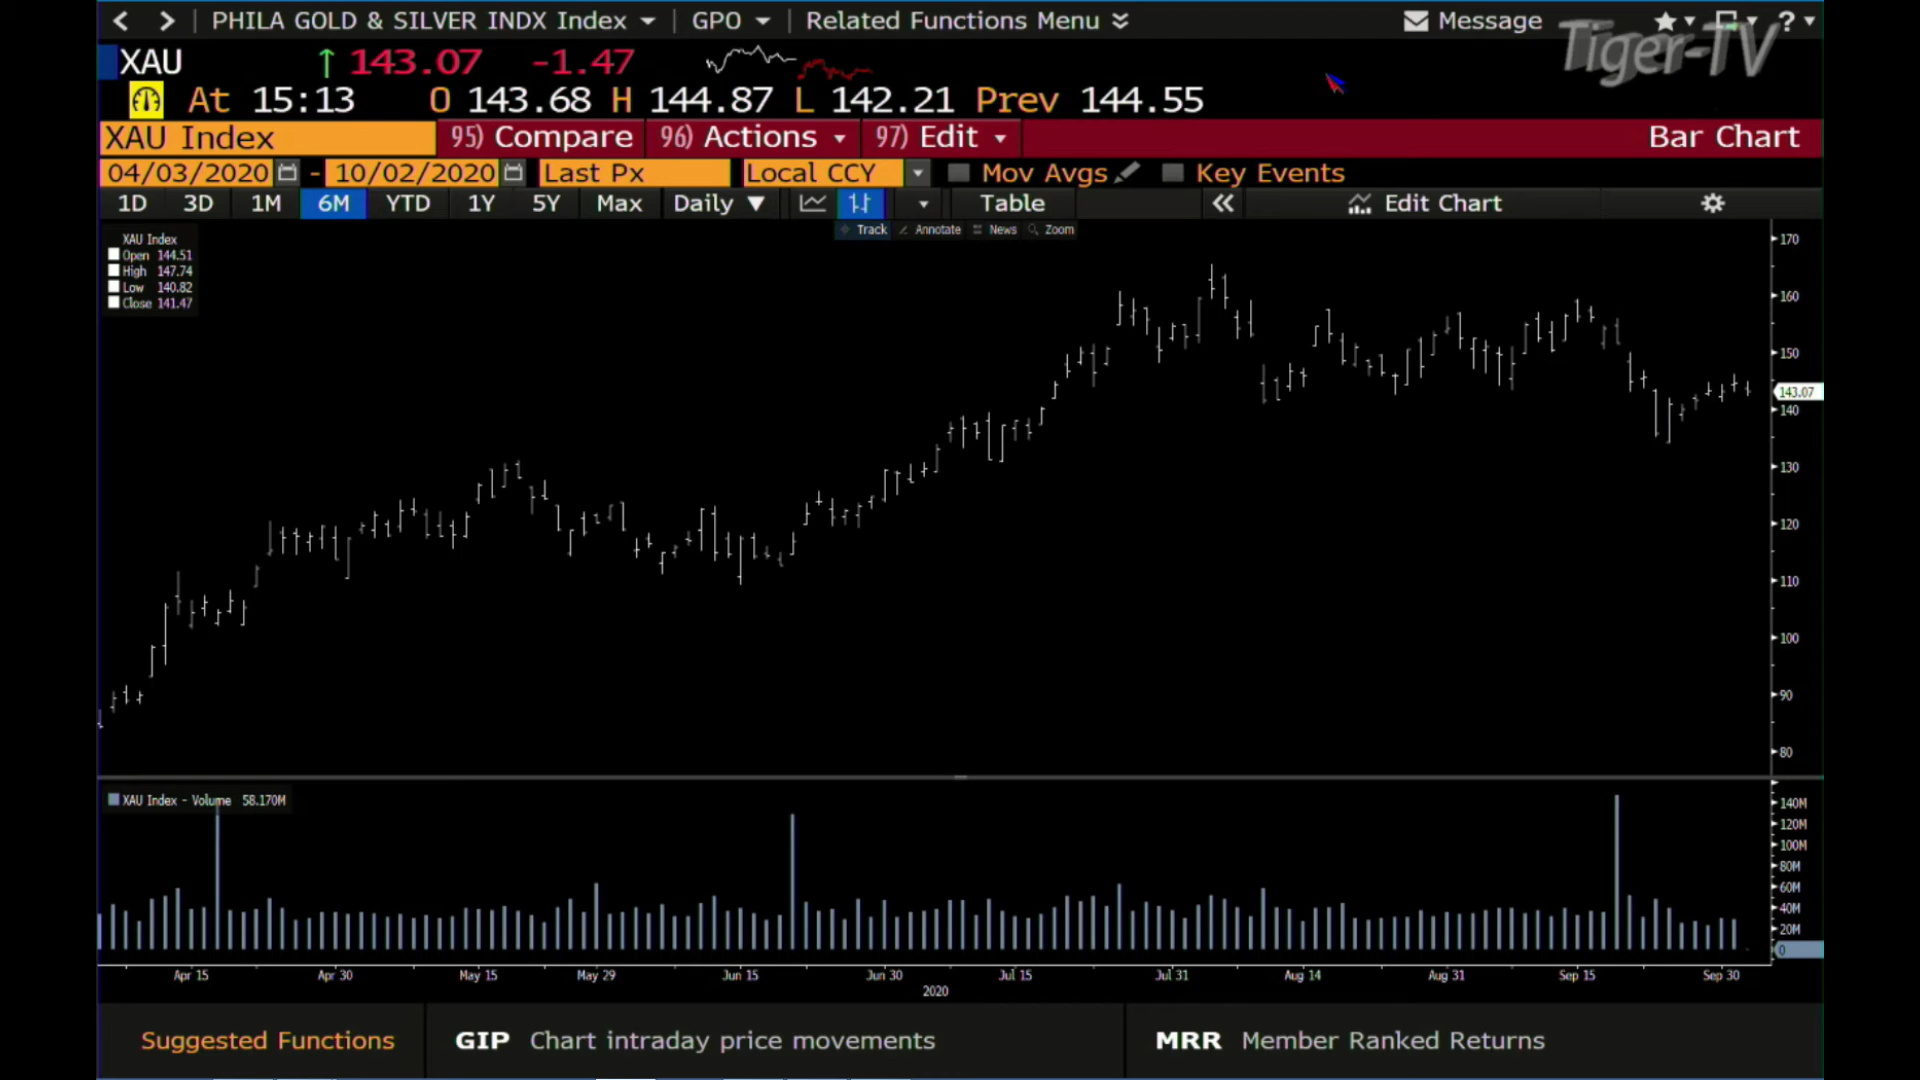 PHILA GOLD & SILVER INDX Index GPO Related Functions Menu Message ?
Tiger-TV
XAU 143.07 -1.47
At 15:13 O 143.68 H 144.87 L 142.21 Prev 144.55
XAU Index 95) Compare 96) Actions 97) Edit Bar Chart
04/03/2020 - 10/02/2020 Last Px Local CCY Mov Avgs Key Events
1D 3D 1M 6M YTD 1Y 5Y Max Daily Table Edit Chart
Track Annotate News Zoom
XAU Index
Open 144.51
High 147.74
Low 140.82
Close 141.47
170
160
150
143.07
140
130
120
110
100
90
80
XAU Index - Volume 58.170M
140M
120M
100M
80M
60M
40M
20M
0
Apr 15 Apr 30 May 15 May 29 Jun 15 Jun 30 Jul 15 Jul 31 Aug 14 Aug 31 Sep 15 Sep 30
2020
Suggested Functions GIP Chart intraday price movements MRR Member Ranked Returns